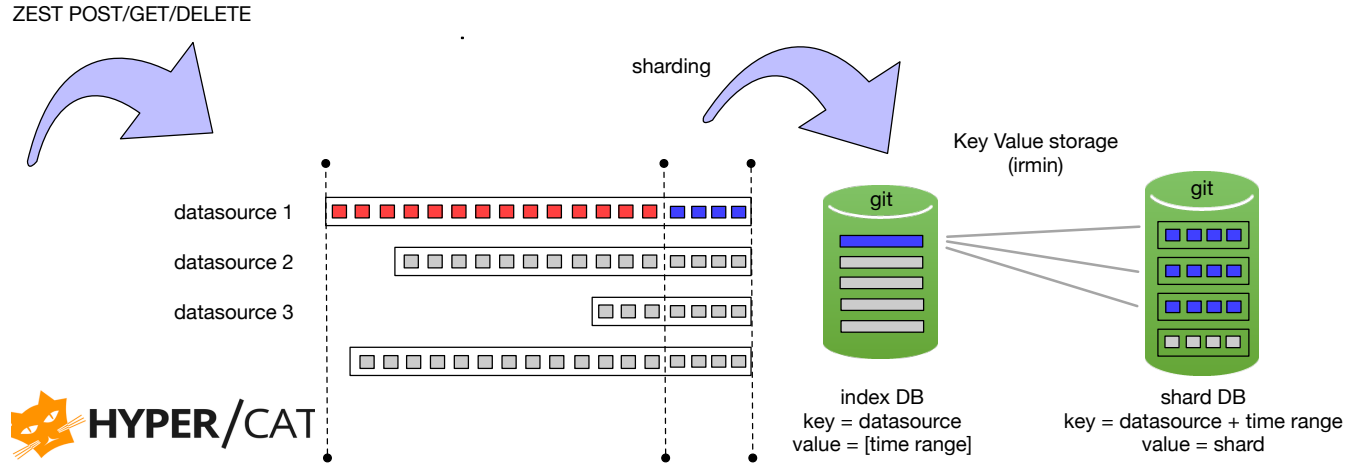 ZEST POST/GET/DELETE
sharding
Key Value storage
(irmin)
datasource 1
datasource 2
datasource 3
git
git
index DB
key = datasource
value = [time range]
shard DB
key = datasource + time range
value = shard
HYPER/CAT